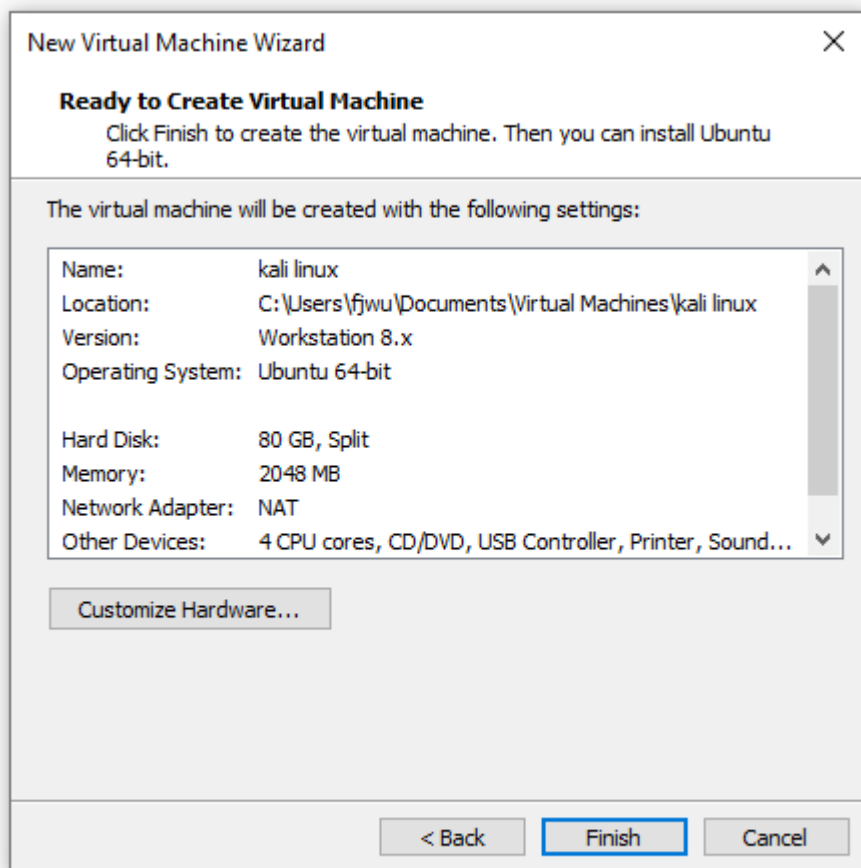 New Virtual Machine Wizard
Ready to Create Virtual Machine
Click Finish to create the virtual machine. Then you can install Ubuntu
64-bit.
The virtual machine will be created with the following settings:
Name: kali linux
Location: C:\Users\fjwu\Documents\Virtual Machines\kali linux
Version: Workstation 8.x
Operating System: Ubuntu 64-bit
Hard Disk: 80 GB, Split
Memory: 2048 MB
Network Adapter: NAT
Other Devices: 4 CPU cores, CD/DVD, USB Controller, Printer, Sound...
Customize Hardware...
< Back Finish Cancel